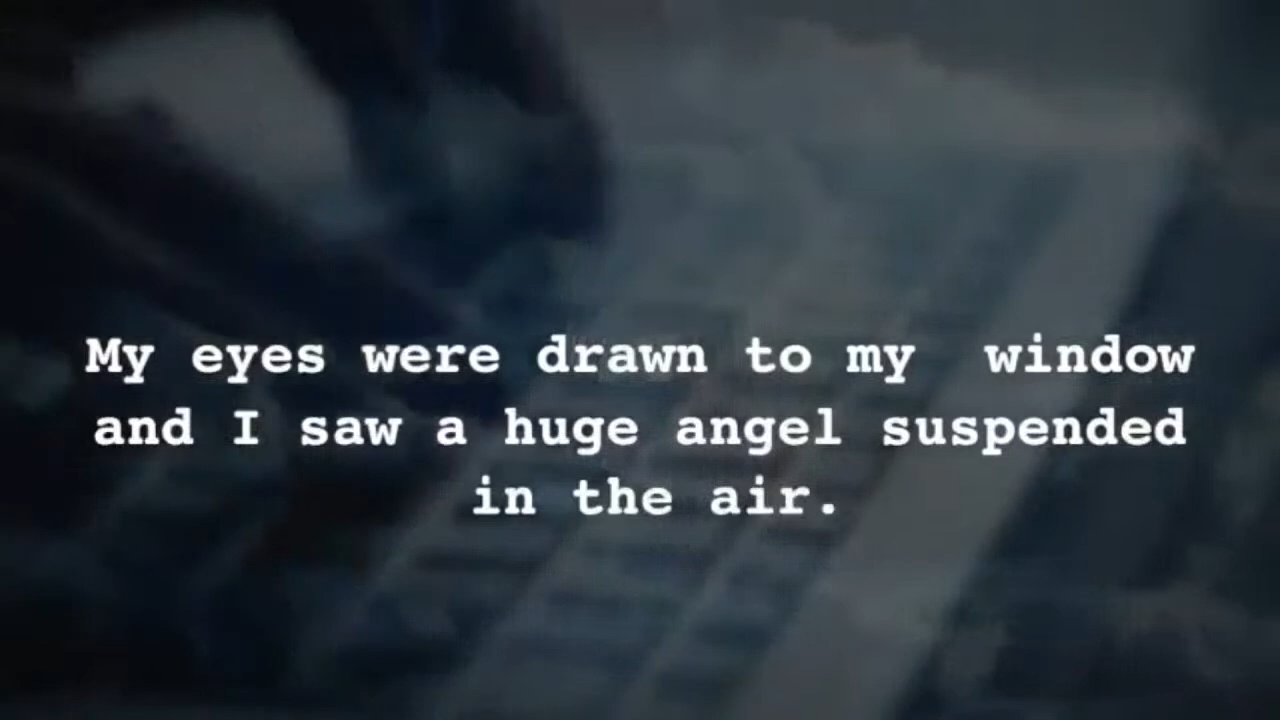 My eyes were drawn to my  window
and I saw a huge angel suspended
in the air.